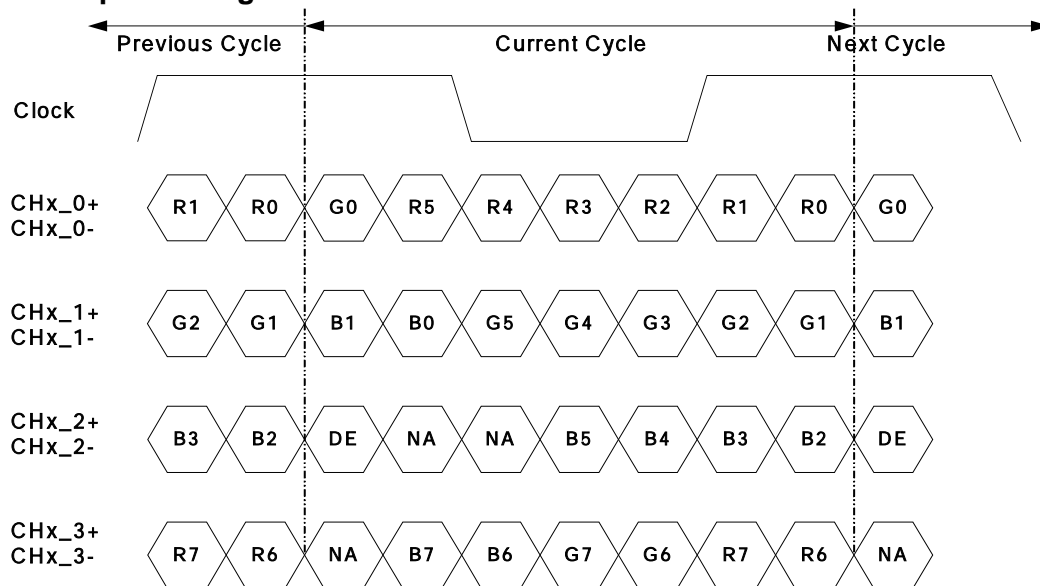 Previous Cycle Current Cycle Next Cycle
Clock
CHx_0+
CHx_0-
R1 R0 G0 R5 R4 R3 R2 R1 R0 G0
CHx_1+
CHx_1-
G2 G1 B1 B0 G5 G4 G3 G2 G1 B1
CHx_2+
CHx_2-
B3 B2 DE NA NA B5 B4 B3 B2 DE
CHx_3+
CHx_3-
R7 R6 NA B7 B6 G7 G6 R7 R6 NA